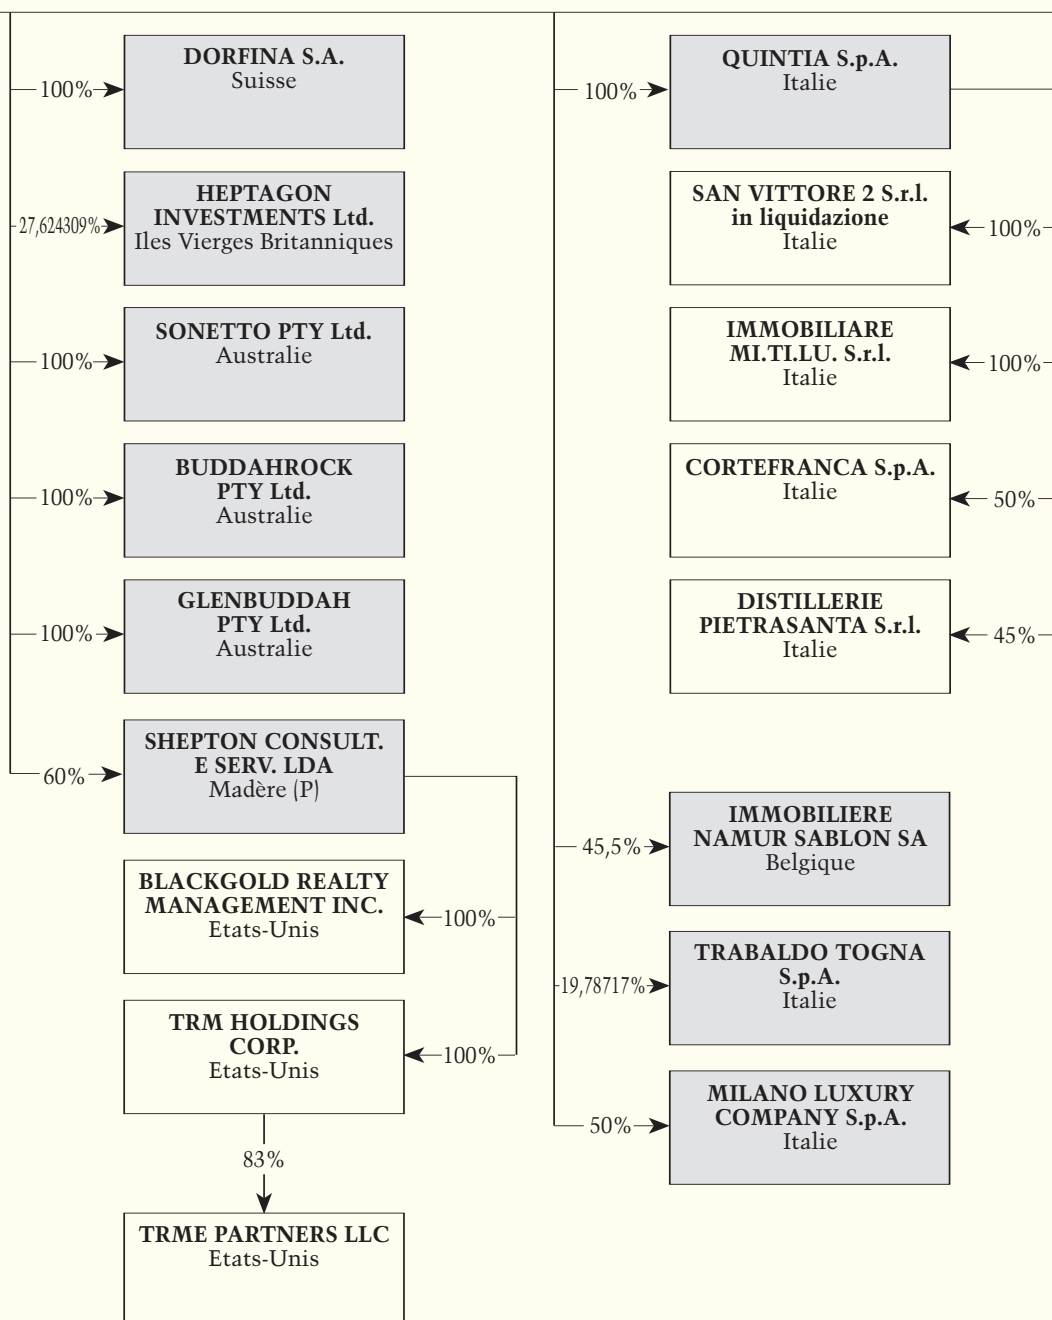 100%
DORFINA S.A.
Suisse
27,624309%
HEPTAGON
INVESTMENTS Ltd.
Iles Vierges Britanniques
100%
SONETTO PTY Ltd.
Australie
100%
BUDDAHROCK
PTY Ltd.
Australie
100%
GLENBUDDAH
PTY Ltd.
Australie
60%
SHEPTON CONSULT.
E SERV. LDA
Madère (P)
BLACKGOLD REALTY
MANAGEMENT INC.
Etats-Unis
100%
TRM HOLDINGS
CORP.
Etats-Unis
100%
83%
TRME PARTNERS LLC
Etats-Unis
100%
QUINTIA S.p.A.
Italie
SAN VITTORE 2 S.r.l.
in liquidazione
Italie
100%
IMMOBILIARE
MI.TI.LU. S.r.l.
Italie
100%
CORTEFRANCA S.p.A.
Italie
50%
DISTILLERIE
PIETRASANTA S.r.l.
Italie
45%
45,5%
IMMOBILIERE
NAMUR SABLON SA
Belgique
19,78717%
TRABALDO TOGNA
S.p.A.
Italie
50%
MILANO LUXURY
COMPANY S.p.A.
Italie